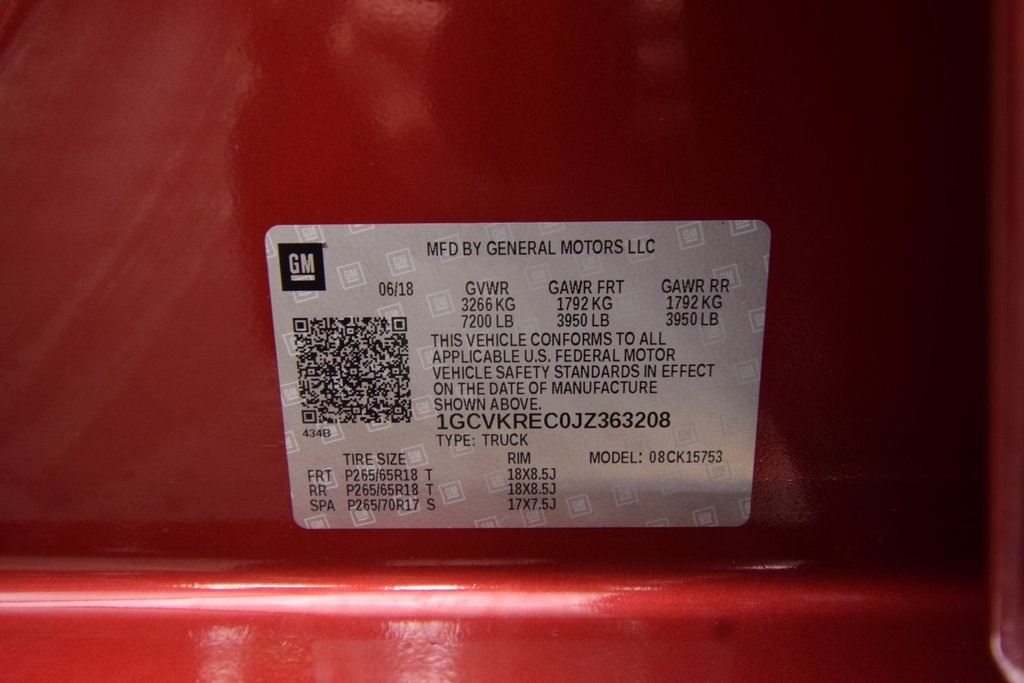 GM
MFD BY GENERAL MOTORS LLC
06/18 GVWR GAWR FRT GAWR RR
3266 KG 1792 KG 1792 KG
7200 LB 3950 LB 3950 LB
THIS VEHICLE CONFORMS TO ALL
APPLICABLE U.S. FEDERAL MOTOR
VEHICLE SAFETY STANDARDS IN EFFECT
ON THE DATE OF MANUFACTURE
SHOWN ABOVE.
434B
1GCVKREC0JZ363208
TYPE: TRUCK
TIRE SIZE RIM MODEL: 08CK15753
FRT P265/65R18 T 18X8.5J
RR P265/65R18 T 18X8.5J
SPA P265/70R17 S 17X7.5J